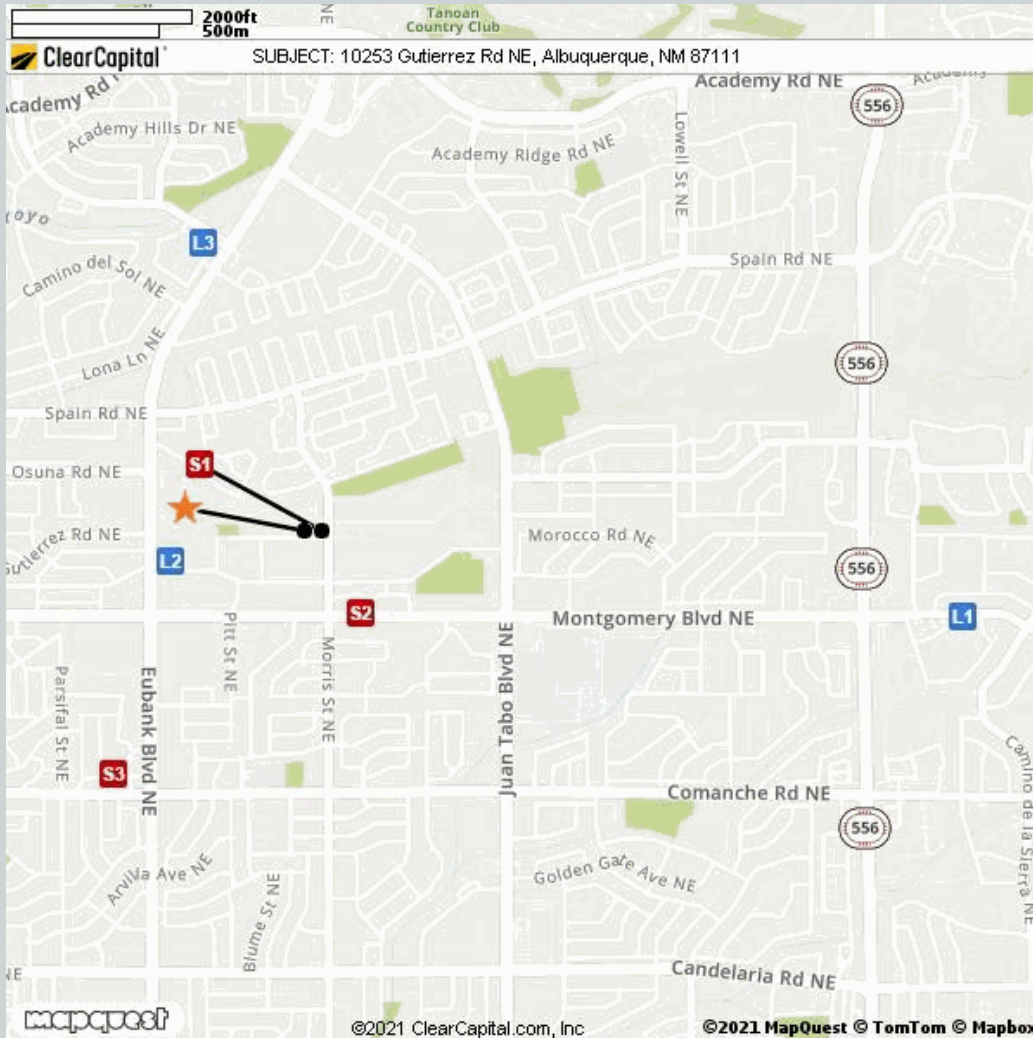 2000ft
500m
NE
Tanoan
Country Club
ClearCapital
SUBJECT: 10253 Gutierrez Rd NE, Albuquerque, NM 87111
Academy Rd
Academy Rd NE
Academy
556
Academy Hills Dr NE
Academy Ridge Rd NE
Lowell St NE
royo
L3
Spain Rd NE
Camino del Sol NE
Lona Ln NE
556
Spain Rd NE
S1
Osuna Rd NE
Gutierrez Rd NE
Morocco Rd NE
L2
556
S2
Montgomery Blvd NE
L1
Pitt St NE
Morris St NE
Juan Tabo Blvd NE
Parsifal St NE
Eubank Blvd NE
S3
Comanche Rd NE
Camino de la Sierra NE
556
Arvilla Ave NE
Golden Gate Ave NE
Blume St NE
NE
Candelaria Rd NE
mapquest
©2021 ClearCapital.com, Inc
©2021 MapQuest © TomTom © Mapbox